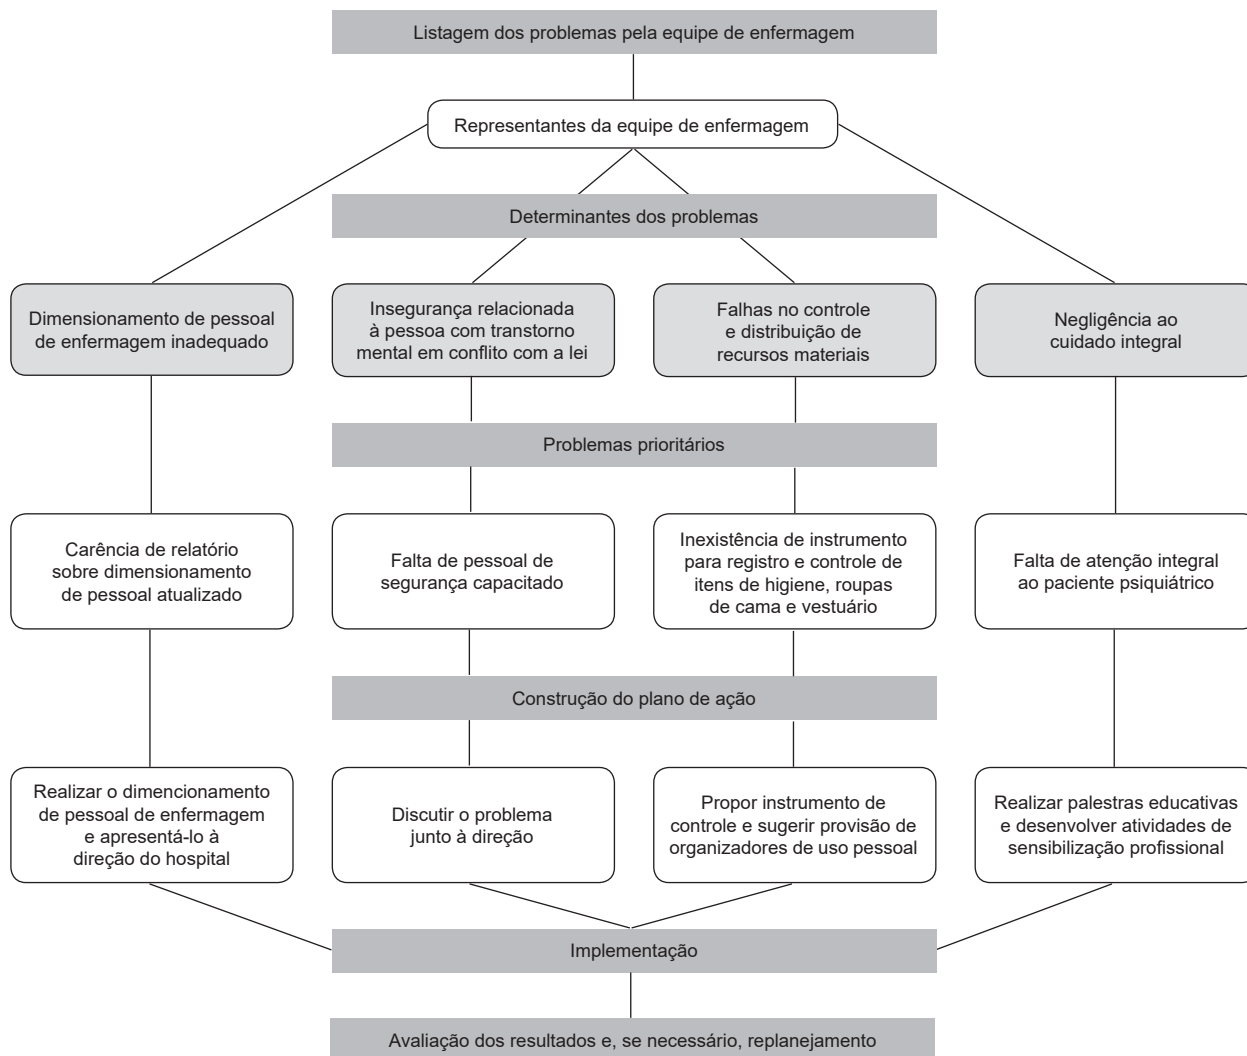 Listagem dos problemas pela equipe de enfermagem
Representantes da equipe de enfermagem
Determinantes dos problemas
Dimensionamento de pessoal
de enfermagem inadequado
Insegurança relacionada
à pessoa com transtorno
mental em conflito com a lei
Falhas no controle
e distribuição de
recursos materiais
Negligência ao
cuidado integral
Problemas prioritários
Carência de relatório
sobre dimensionamento
de pessoal atualizado
Falta de pessoal de
segurança capacitado
Inexistência de instrumento
para registro e controle de
itens de higiene, roupas
de cama e vestuário
Falta de atenção integral
ao paciente psiquiátrico
Construção do plano de ação
Realizar o dimencionamento
de pessoal de enfermagem
e apresentá-lo à
direção do hospital
Discutir o problema
junto à direção
Propor instrumento de
controle e sugerir provisão de
organizadores de uso pessoal
Realizar palestras educativas
e desenvolver atividades de
sensibilização profissional
Implementação
Avaliação dos resultados e, se necessário, replanejamento